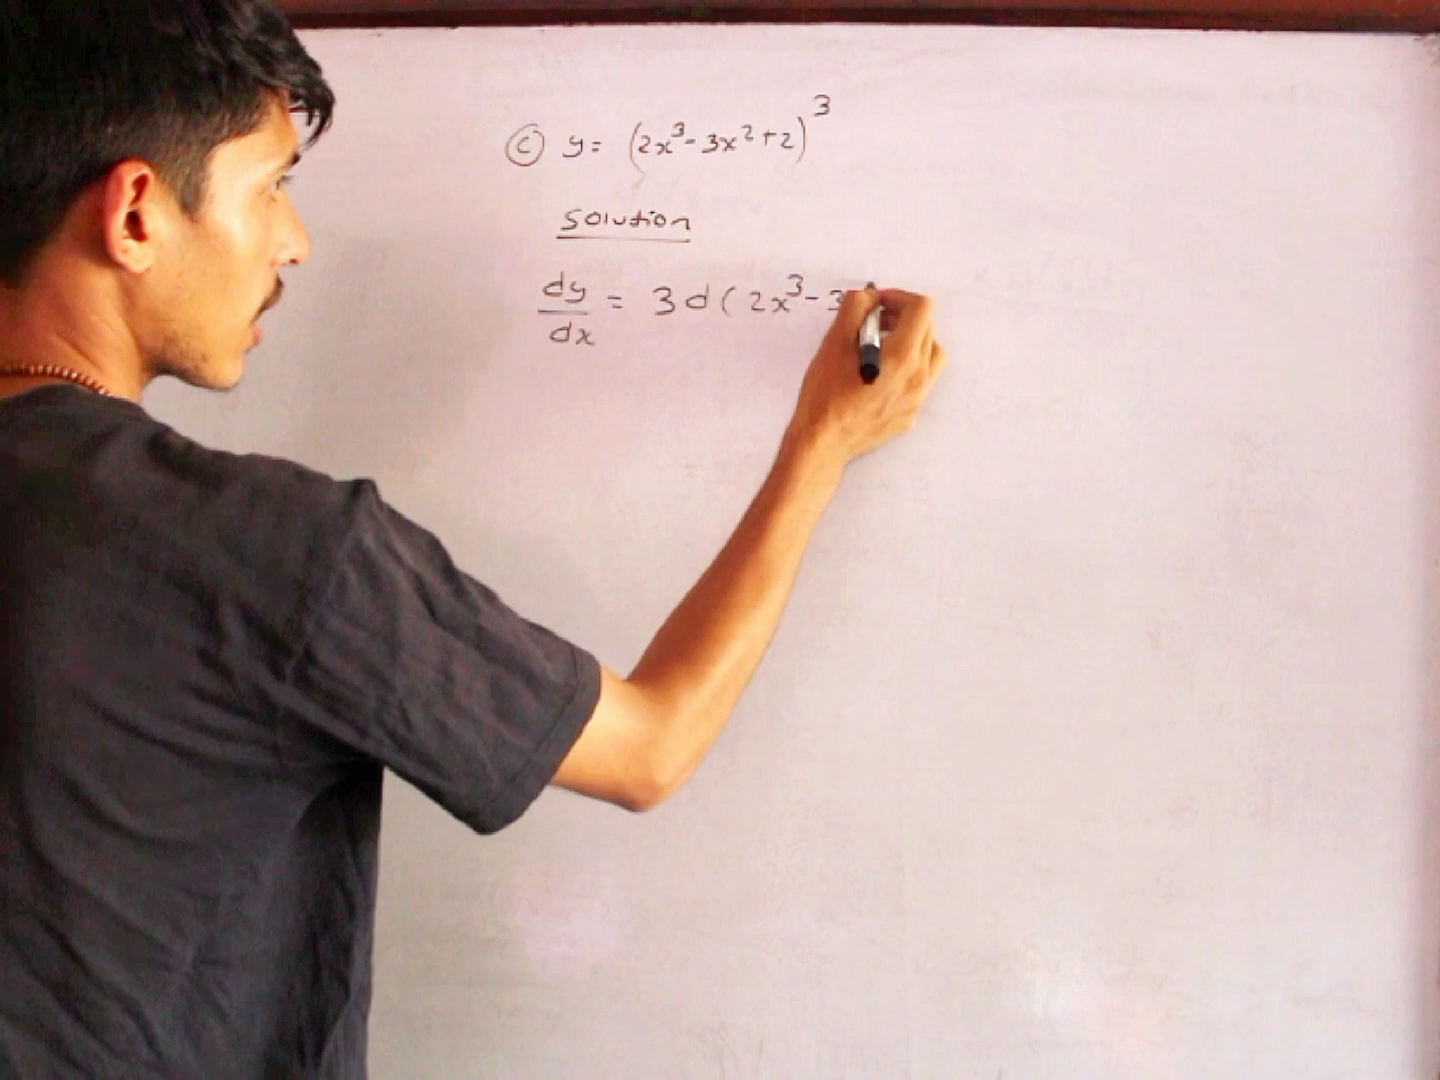 (c) y = (2x³-3x²+2)³
Solution
dy/dx = 3d(2x³-3